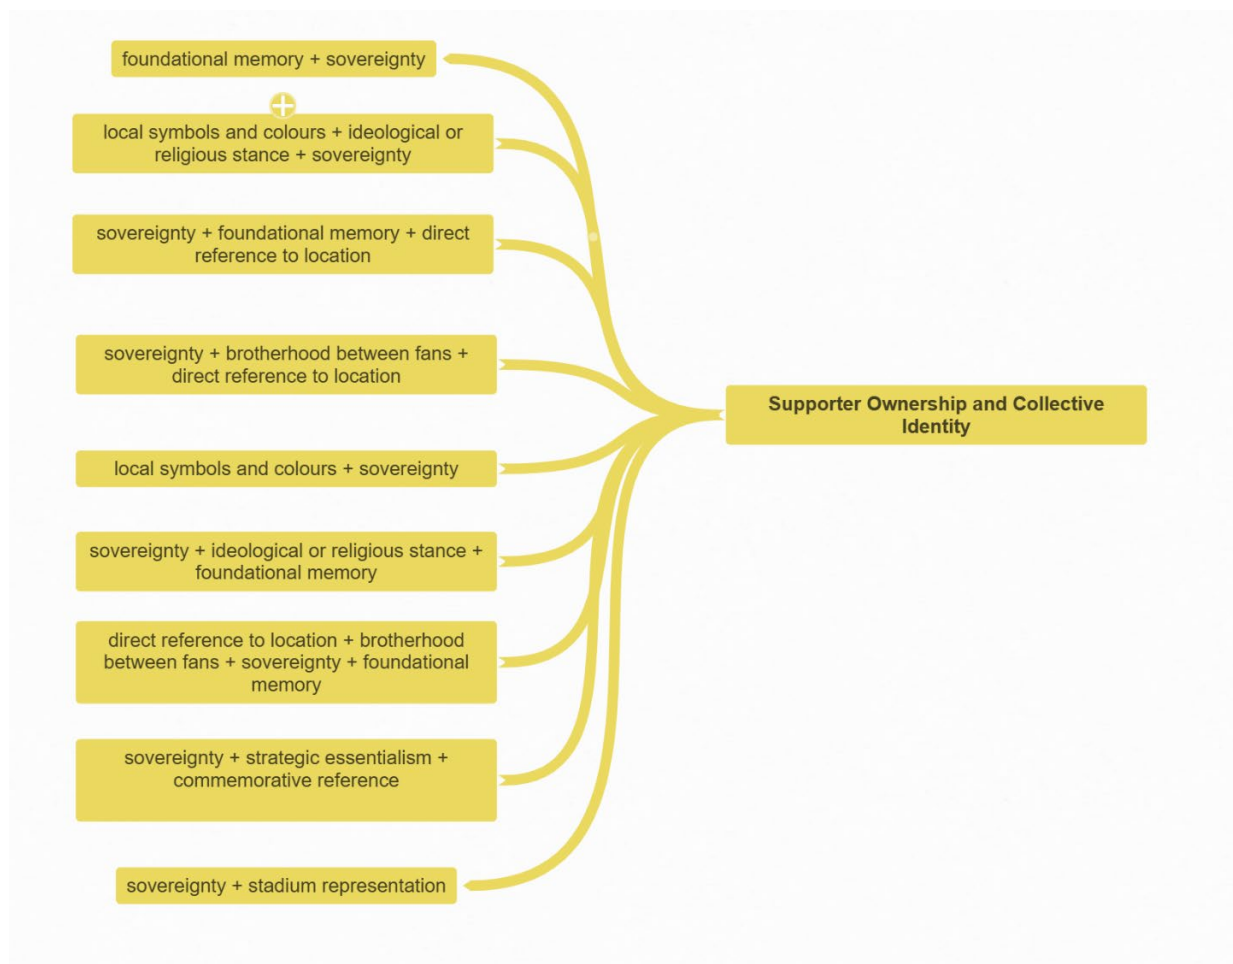 foundational memory + sovereignty
local symbols and colours + ideological or
religious stance + sovereignty
sovereignty + foundational memory + direct
reference to location
sovereignty + brotherhood between fans +
direct reference to location
Supporter Ownership and Collective
Identity
local symbols and colours + sovereignty
sovereignty + ideological or religious stance +
foundational memory
direct reference to location + brotherhood
between fans + sovereignty + foundational
memory
sovereignty + strategic essentialism +
commemorative reference
sovereignty + stadium representation